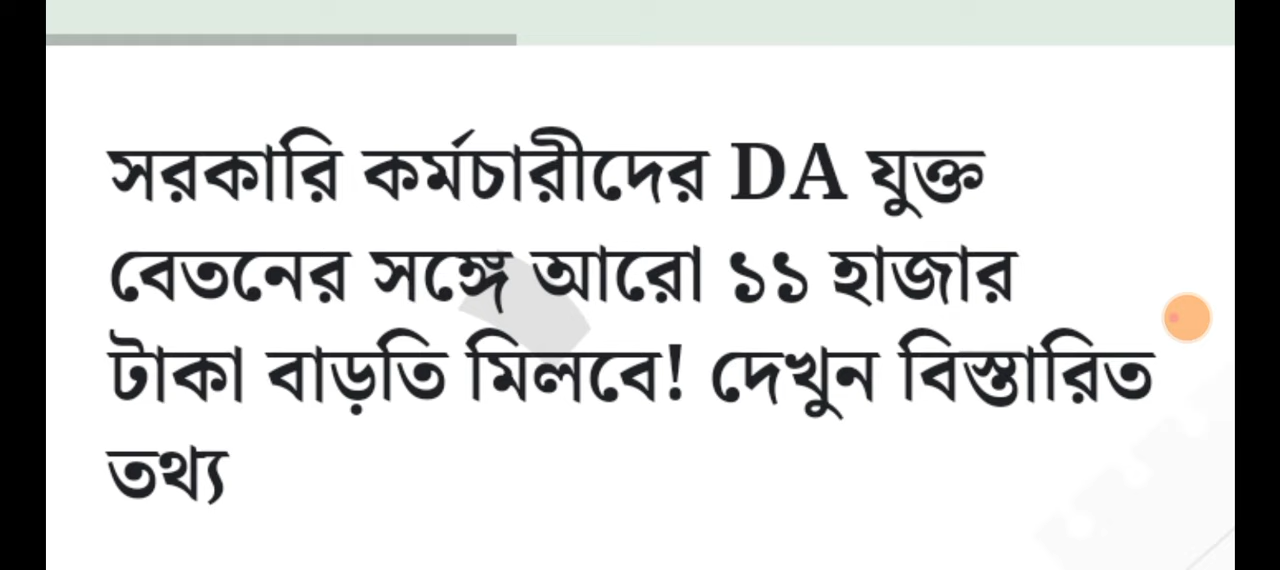 সরকারি কর্মচারীদের DA যুক্ত
বেতনের সঙ্গে আরো ১১ হাজার
টাকা বাড়তি মিলবে! দেখুন বিস্তারিত
তথ্য